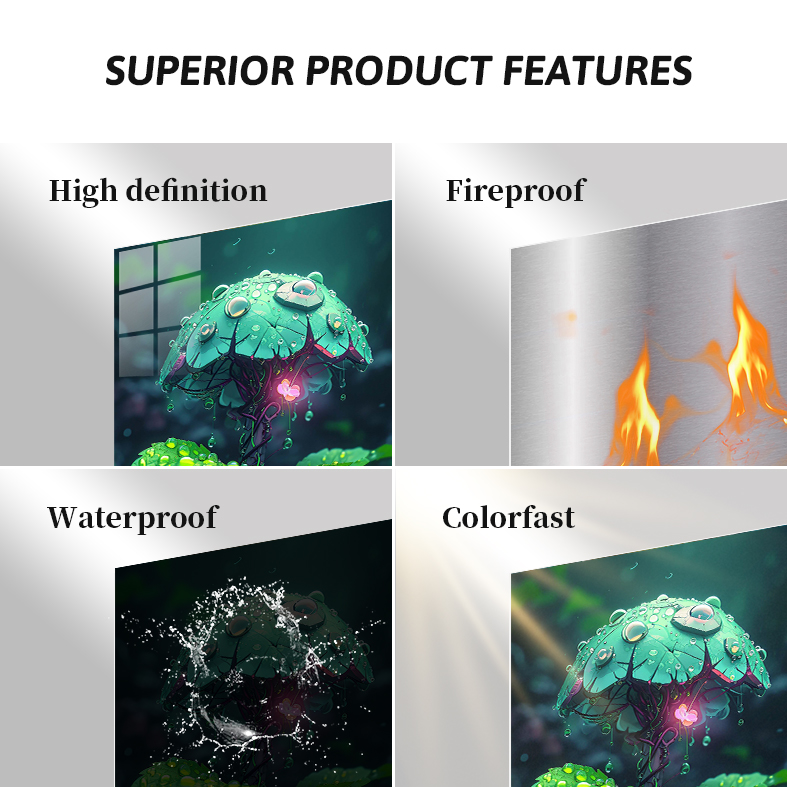 SUPERIOR PRODUCT FEATURES
High definition
Fireproof
Waterproof
Colorfast